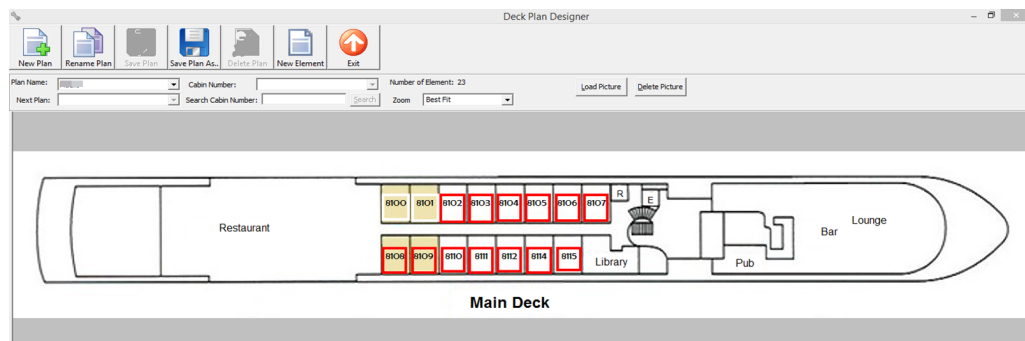 Deck Plan Designer
New Plan Rename Plan Save Plan Save Plan As.. Delete Plan New Element Exit
Plan Name: Cabin Number: Number of Element: 23 Load Picture Delete Picture
Next Plan: Search Cabin Number: Search Zoom Best Fit
8100 8101 8102 8103 8104 8105 8106 8107 R E
Restaurant Bar Lounge
8108 8109 8110 8111 8112 8114 8115 Library Pub
Main Deck